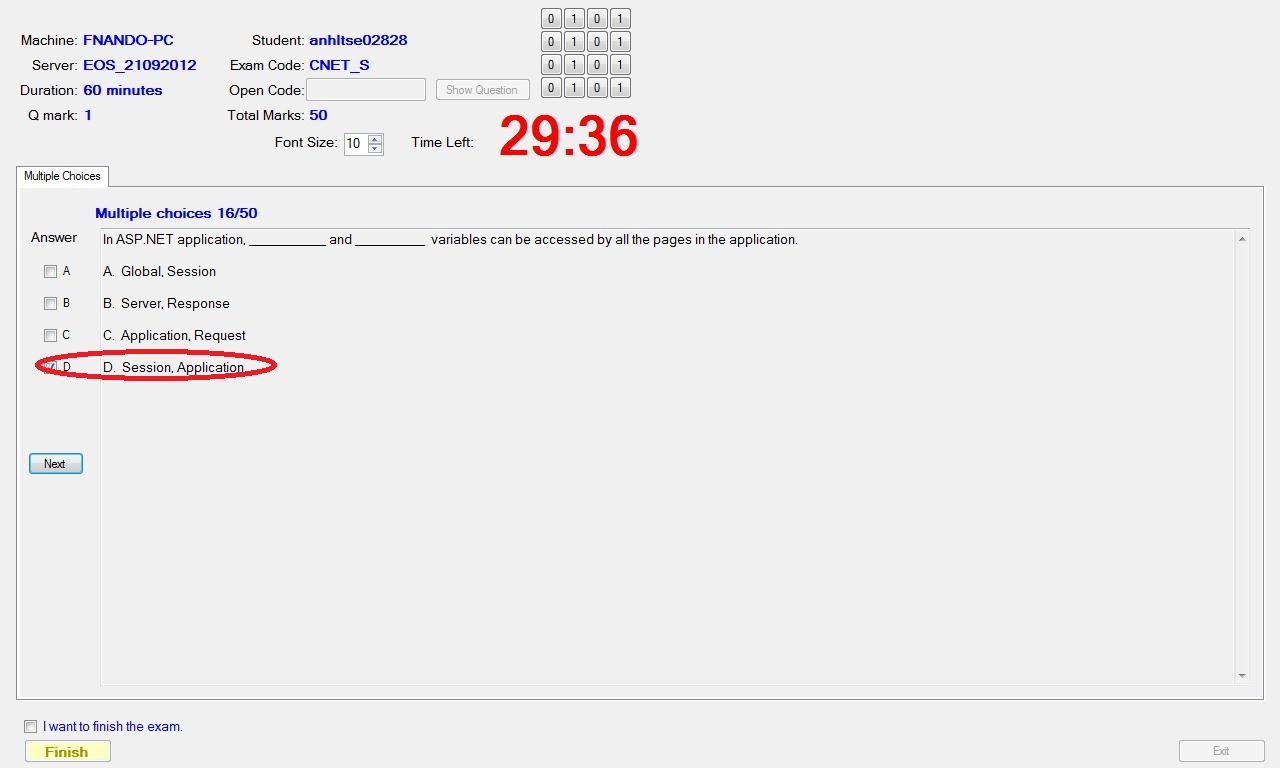 0 1 0 1
Machine: FNANDO-PC Student: anhltse02828
0 1 0 1
Server: EOS_21092012 Exam Code: CNET_S
0 1 0 1
Duration: 60 minutes Open Code: Show Question
0 1 0 1
Q mark: 1 Total Marks: 50
Font Size: 10 Time Left: 29:36
Multiple Choices
Multiple choices 16/50
Answer In ASP.NET application, ___________ and __________ variables can be accessed by all the pages in the application.
A A. Global, Session
B B. Server, Response
C C. Application, Request
D D. Session, Application
Next
I want to finish the exam.
Finish Exit